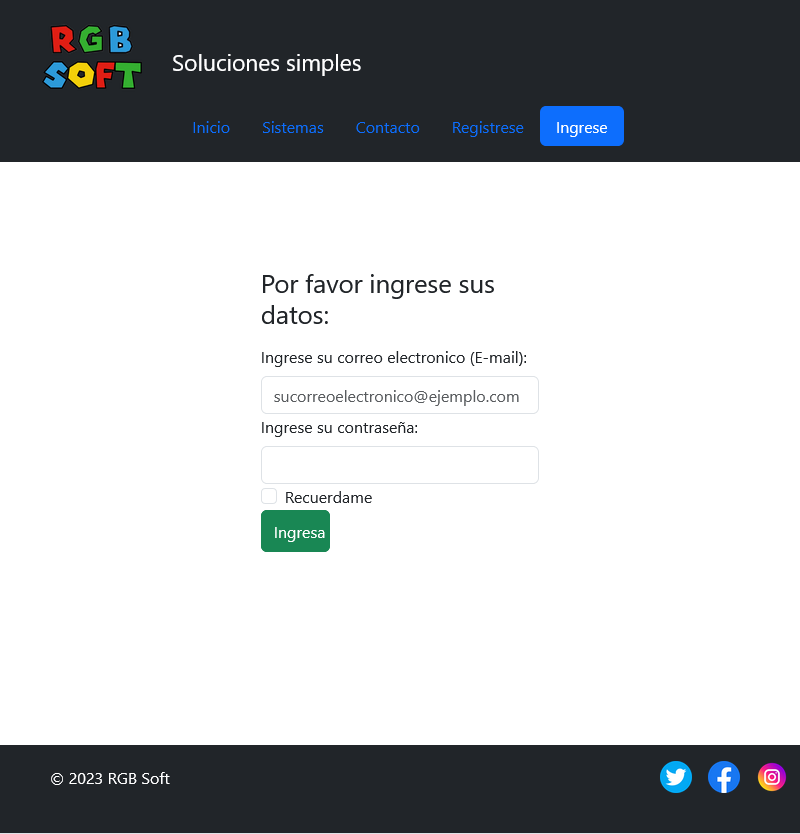 RGB
SOFT
Soluciones simples
Inicio Sistemas Contacto Registrese Ingrese
Por favor ingrese sus
datos:
Ingrese su correo electronico (E-mail):
sucorreoelectronico@ejemplo.com
Ingrese su contraseña:
Recuerdame
Ingresa
© 2023 RGB Soft